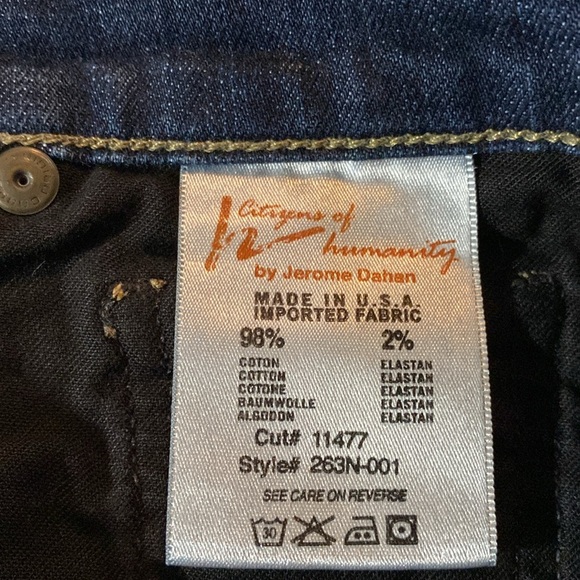 Citizens of
humanity
by Jerome Dahan
MADE IN U.S.A.
IMPORTED FABRIC
98% 2%
COTON ELASTAN
COTTON ELASTAN
COTONE ELASTAN
BAUMWOLLE ELASTAN
ALGODON ELASTAN
Cut# 11477
Style# 263N-001
SEE CARE ON REVERSE
30